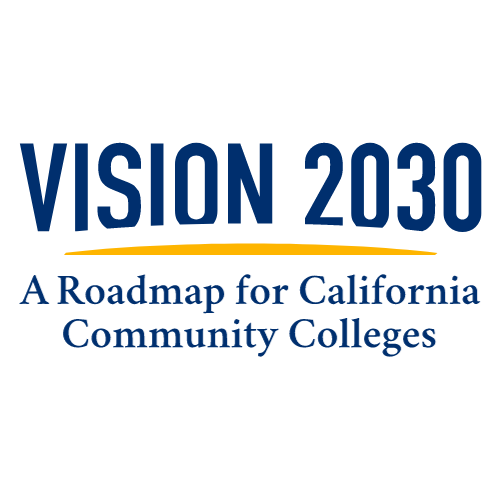 VISION 2030
A Roadmap for California
Community Colleges